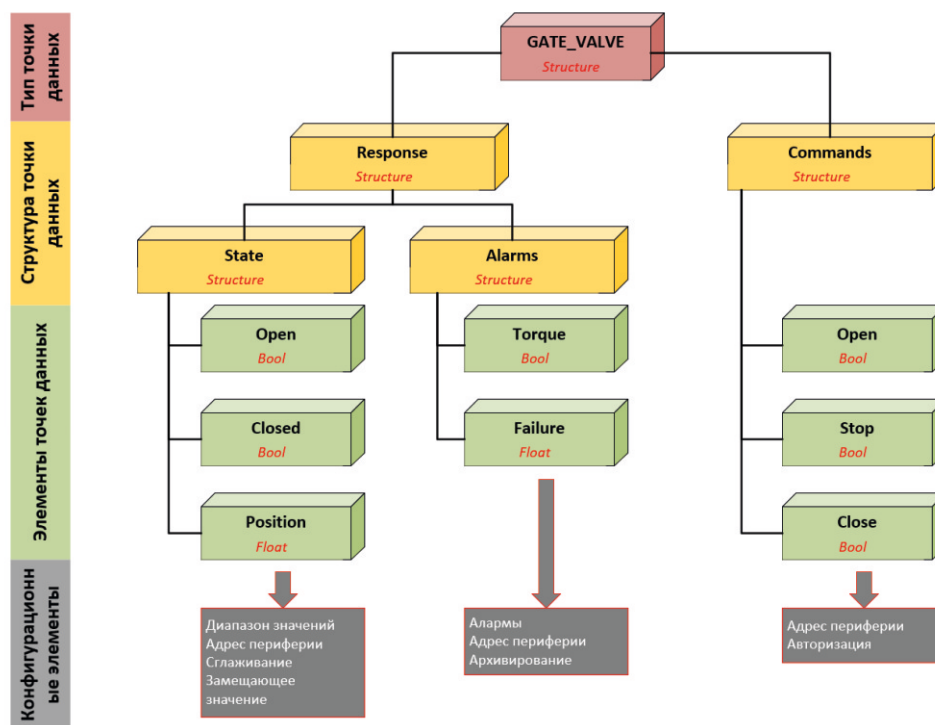 Тип точки
данных
GATE_VALVE
Structure
Структура точки
данных
Response
Structure
Commands
Structure
State
Structure
Alarms
Structure
Элементы точек данных
Open
Bool
Torque
Bool
Open
Bool
Closed
Bool
Failure
Float
Stop
Bool
Position
Float
Close
Bool
Конфигурационн
ые элементы
Диапазон значений
Адрес периферии
Сглаживание
Замещающее
значение
Алармы
Адрес периферии
Архивирование
Адрес периферии
Авторизация